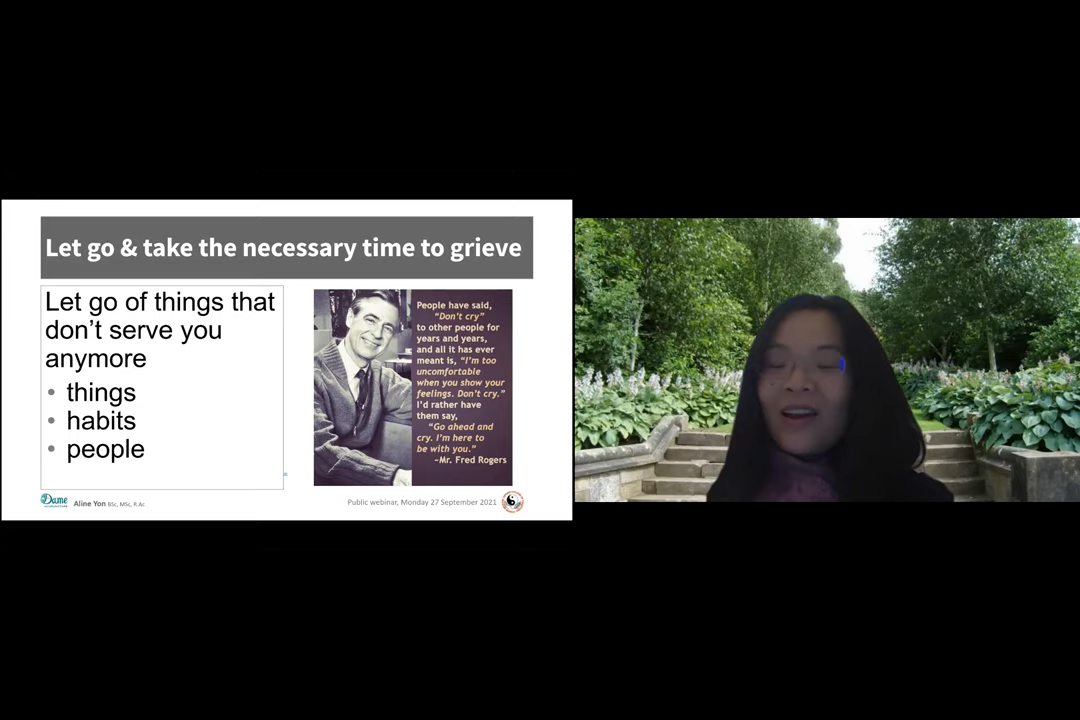 Let go & take the necessary time to grieve
Let go of things that
don't serve you
anymore
• things
• habits
• people
People have said,
"Don't cry"
to other people for
years and years,
and all it has ever
meant is, "I'm too
uncomfortable
when you show your
feelings. Don't cry."
I'd rather have
them say,
"Go ahead and
cry. I'm here to
be with you."
-Mr. Fred Rogers
Dame
Aline Yon BSc, MSc, R.Ac
Public webinar, Monday 27 September 2021